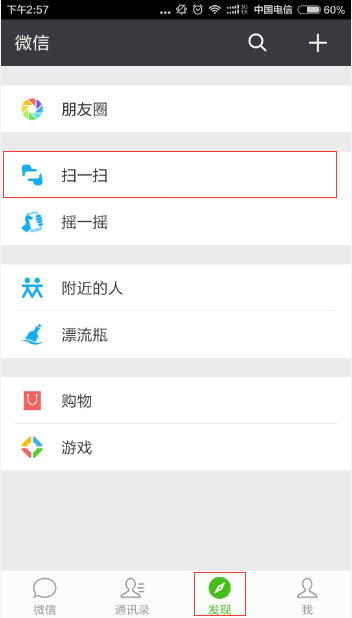 下午2:57
中国电信
60%
微信
朋友圈
扫一扫
摇一摇
附近的人
漂流瓶
购物
游戏
微信
通讯录
发现
我